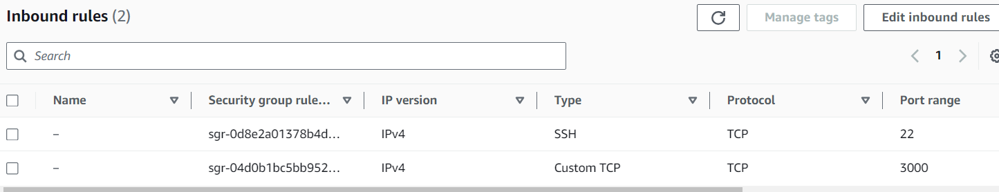 Inbound rules (2)
Manage tags
Edit inbound rules
Search
1
Name Security group rule... IP version Type Protocol Port range
– sgr-0d8e2a01378b4d... IPv4 SSH TCP 22
– sgr-04d0b1bc5bb952... IPv4 Custom TCP TCP 3000